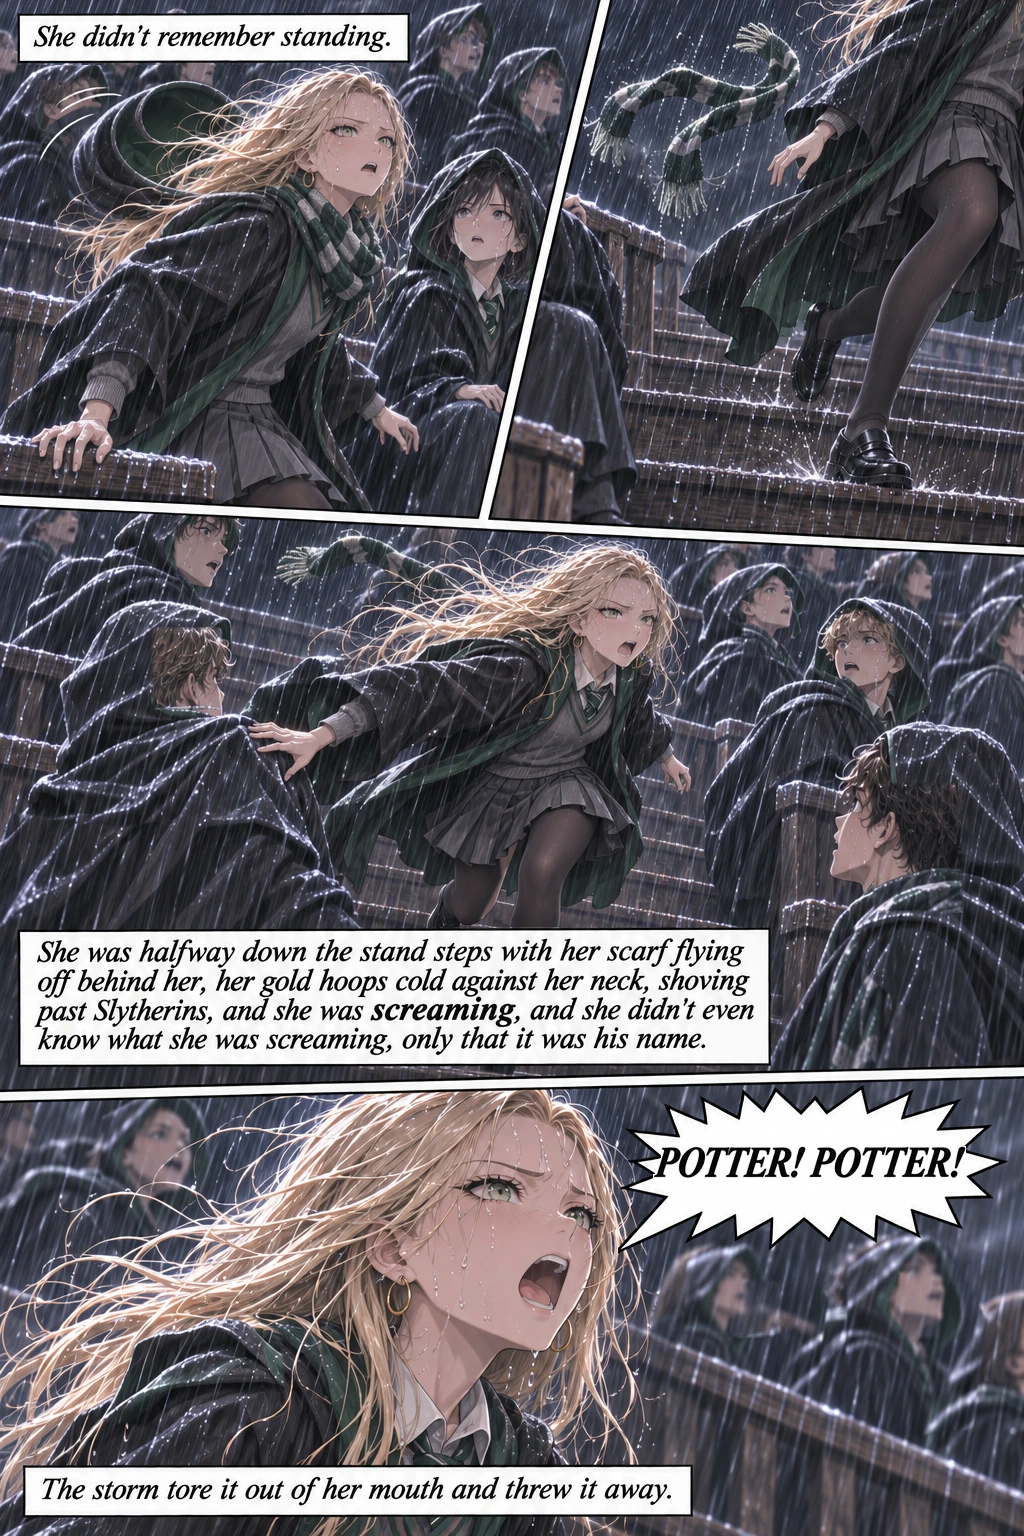 She didn't remember standing.
She was halfway down the stand steps with her scarf flying
off behind her, her gold hoops cold against her neck, shoving
past Slytherins, and she was screaming, and she didn't even
know what she was screaming, only that it was his name.
POTTER! POTTER!
The storm tore it out of her mouth and threw it away.